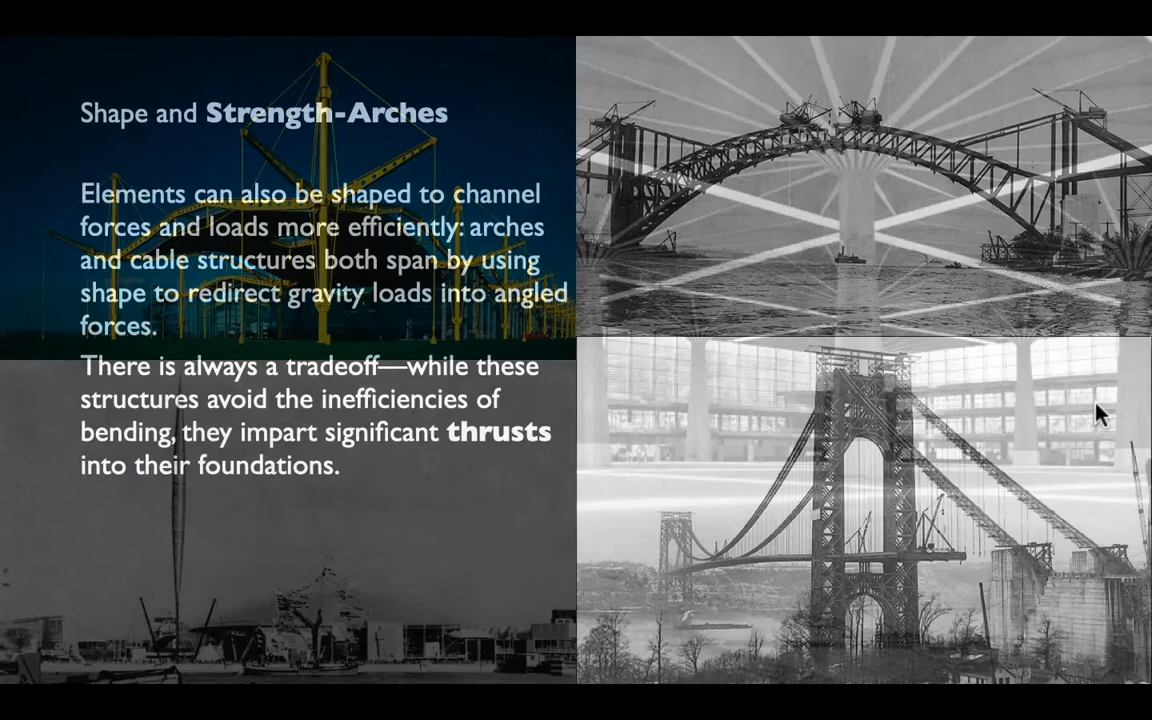 Shape and Strength-Arches
Elements can also be shaped to channel
forces and loads more efficiently: arches
and cable structures both span by using
shape to redirect gravity loads into angled
forces.
There is always a tradeoff—while these
structures avoid the inefficiencies of
bending, they impart significant thrusts
into their foundations.